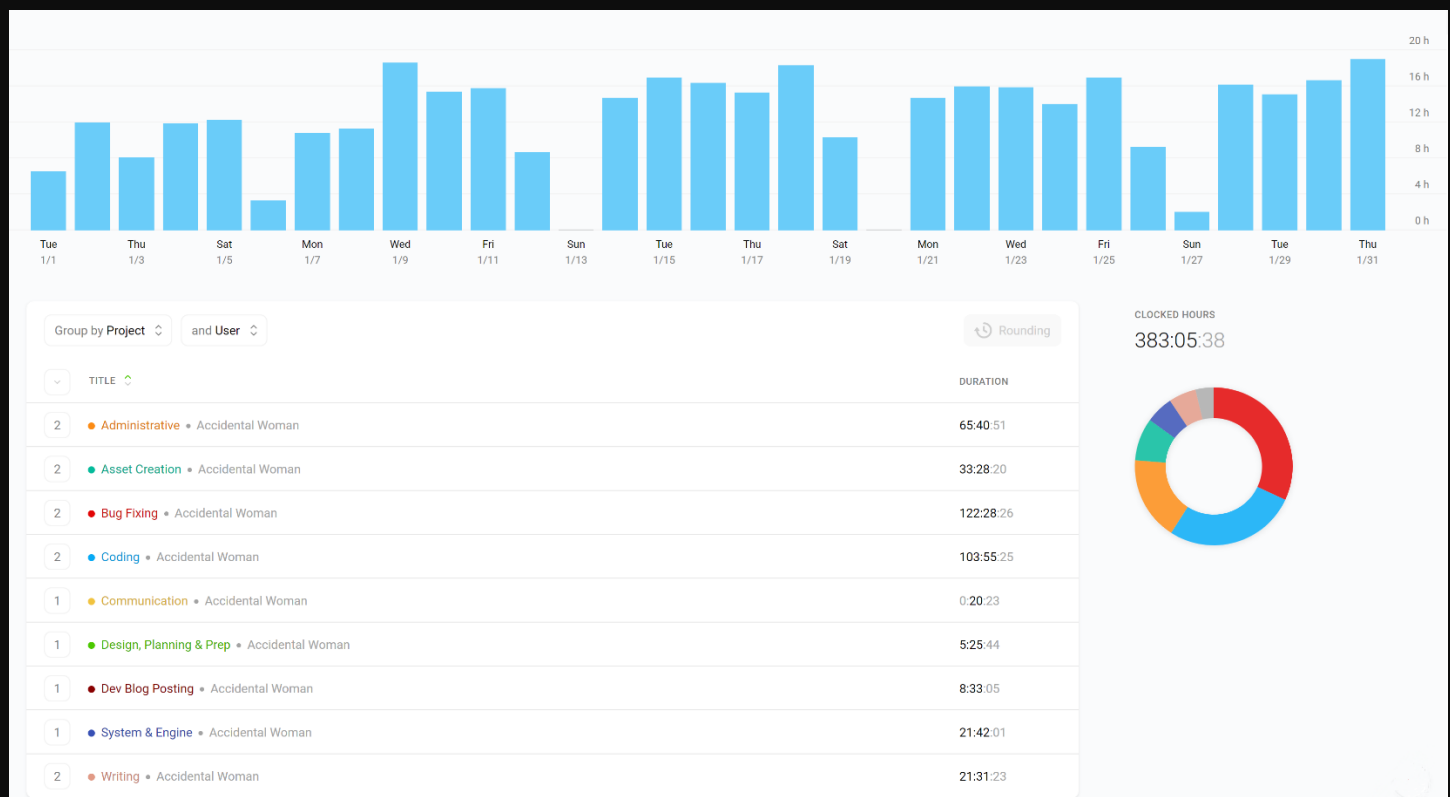 20 h
16 h
12 h
8 h
4 h
0 h
Tue Thu Sat Mon Wed Fri Sun Tue Thu Sat Mon Wed Fri Sun Tue Thu
1/1 1/3 1/5 1/7 1/9 1/11 1/13 1/15 1/17 1/19 1/21 1/23 1/25 1/27 1/29 1/31
Group by Project and User Rounding
TITLE DURATION
2 Administrative • Accidental Woman 65:40:51
2 Asset Creation • Accidental Woman 33:28:20
2 Bug Fixing • Accidental Woman 122:28:26
2 Coding • Accidental Woman 103:55:25
1 Communication • Accidental Woman 0:20:23
1 Design, Planning & Prep • Accidental Woman 5:25:44
1 Dev Blog Posting • Accidental Woman 8:33:05
1 System & Engine • Accidental Woman 21:42:01
2 Writing • Accidental Woman 21:31:23
CLOCKED HOURS
383:05:38